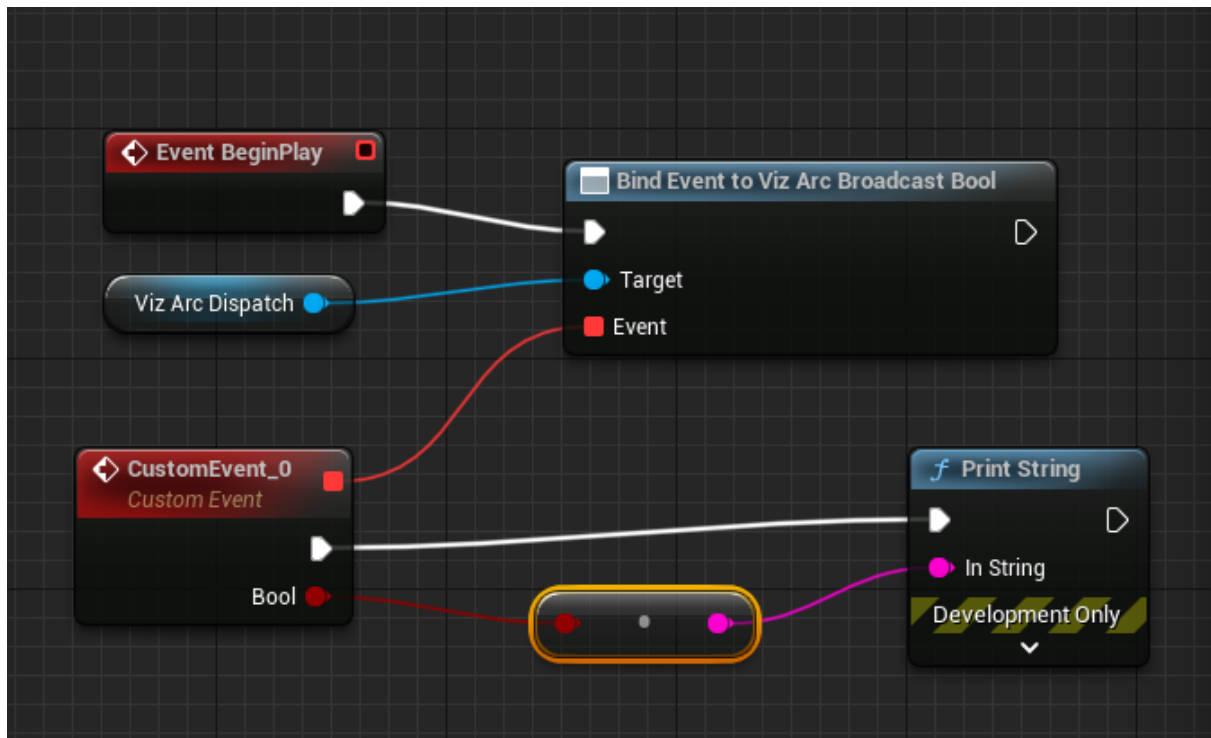 Event BeginPlay
Bind Event to Viz Arc Broadcast Bool
Viz Arc Dispatch
Target
Event
CustomEvent_0
Custom Event
Bool
f Print String
In String
Development Only